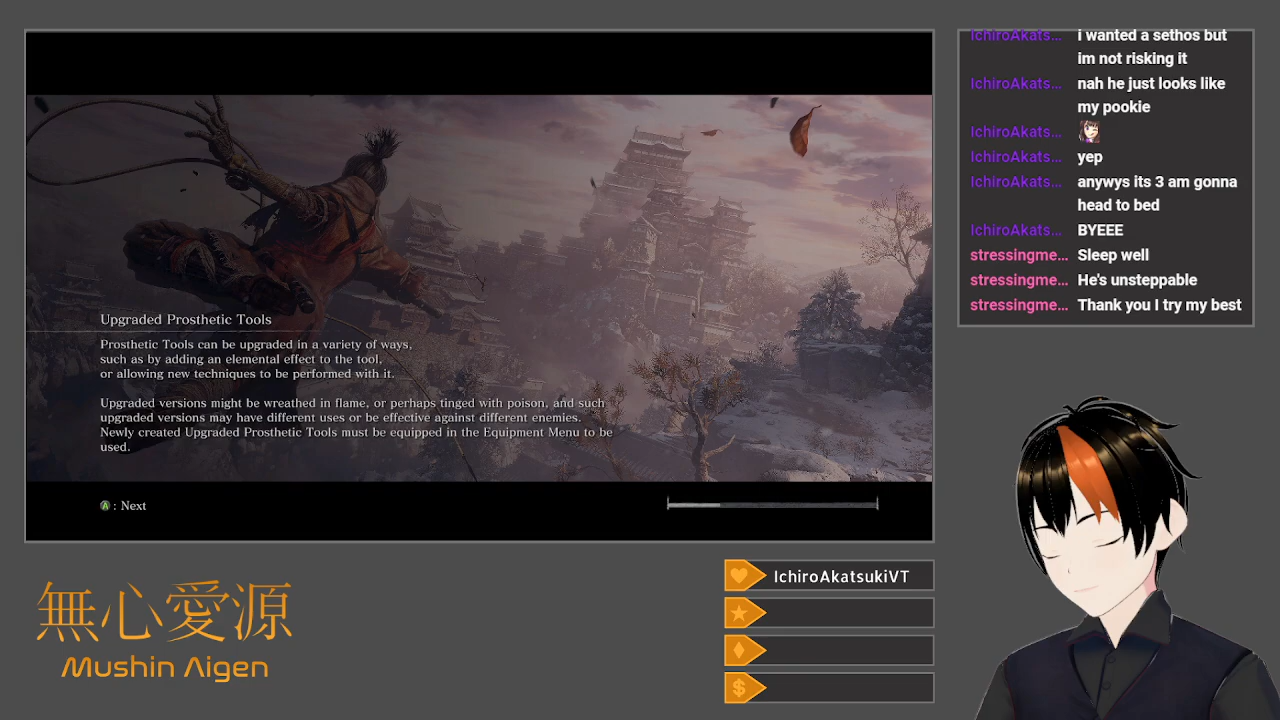 Upgraded Prosthetic Tools
Prosthetic Tools can be upgraded in a variety of ways,
such as by adding an elemental effect to the tool,
or allowing new techniques to be performed with it.
Upgraded versions might be wreathed in flame, or perhaps tinged with poison, and such
upgraded versions may have different uses or be effective against different enemies.
Newly created Upgraded Prosthetic Tools must be equipped in the Equipment Menu to be
used.
A : Next
IchiroAkats... i wanted a sethos but
im not risking it
IchiroAkats... nah he just looks like
my pookie
IchiroAkats...
IchiroAkats... yep
IchiroAkats... anywys its 3 am gonna
head to bed
IchiroAkats... BYEEE
stressingme... Sleep well
stressingme... He's unsteppable
stressingme... Thank you I try my best
無心愛源
Mushin Aigen
IchiroAkatsukiVT
$